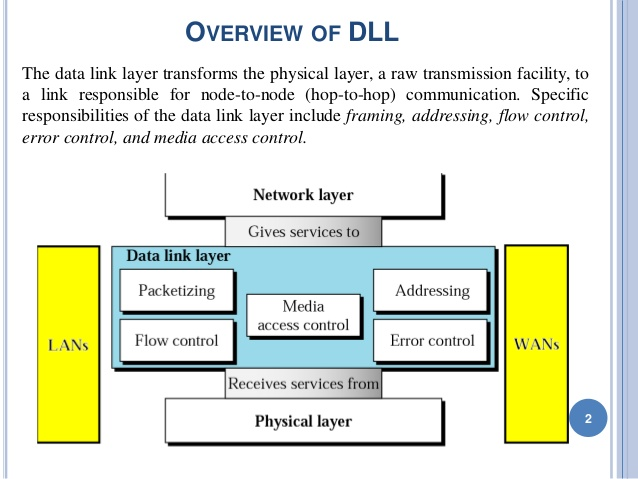 OVERVIEW OF DLL
The data link layer transforms the physical layer, a raw transmission facility, to
a link responsible for node-to-node (hop-to-hop) communication. Specific
responsibilities of the data link layer include framing, addressing, flow control,
error control, and media access control.
Network layer
Gives services to
Data link layer
Packetizing
Addressing
Media
access control
Flow control
Error control
LANs
WANs
Receives services from
Physical layer
2